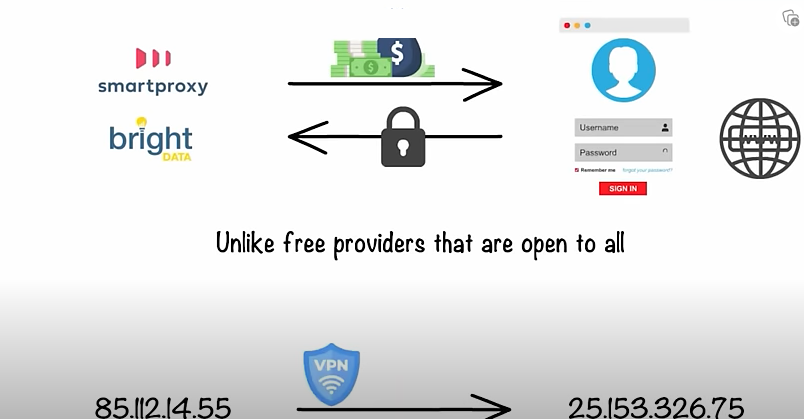 smartproxy
bright
DATA
$
$
Username
Password
Remember me forgot your password?
SIGN IN
WWW
Unlike free providers that are open to all
VPN
85.112.14.55
25.153.326.75